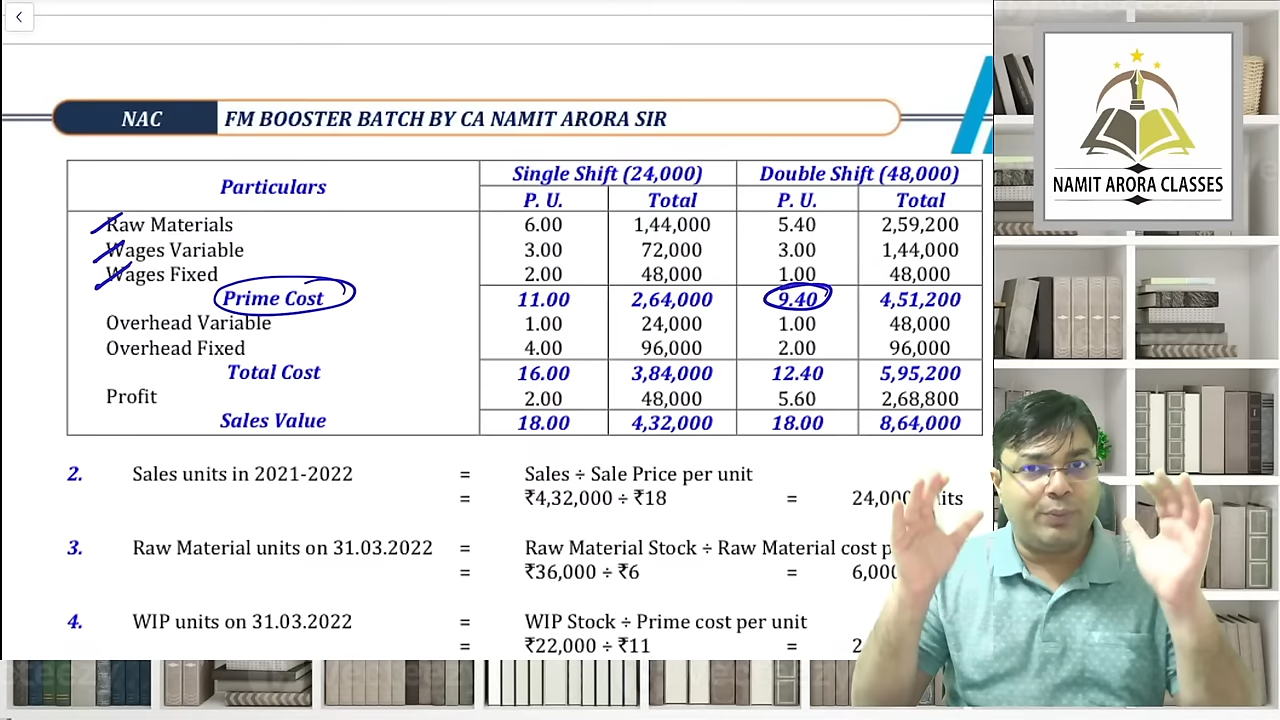 NAC FM BOOSTER BATCH BY CA NAMIT ARORA SIR
Particulars Single Shift (24,000) Double Shift (48,000)
P. U. Total P. U. Total
Raw Materials 6.00 1,44,000 5.40 2,59,200
Wages Variable 3.00 72,000 3.00 1,44,000
Wages Fixed 2.00 48,000 1.00 48,000
Prime Cost 11.00 2,64,000 9.40 4,51,200
Overhead Variable 1.00 24,000 1.00 48,000
Overhead Fixed 4.00 96,000 2.00 96,000
Total Cost 16.00 3,84,000 12.40 5,95,200
Profit 2.00 48,000 5.60 2,68,800
Sales Value 18.00 4,32,000 18.00 8,64,000
2. Sales units in 2021-2022 = Sales ÷ Sale Price per unit
= ₹4,32,000 ÷ ₹18 =
3. Raw Material units on 31.03.2022 = Raw Material Stock ÷ Raw Material cost
= ₹36,000 ÷ ₹6 =
4. WIP units on 31.03.2022 = WIP Stock ÷ Prime cost per unit
= ₹22,000 ÷ ₹11 =
NAMIT ARORA CLASSES